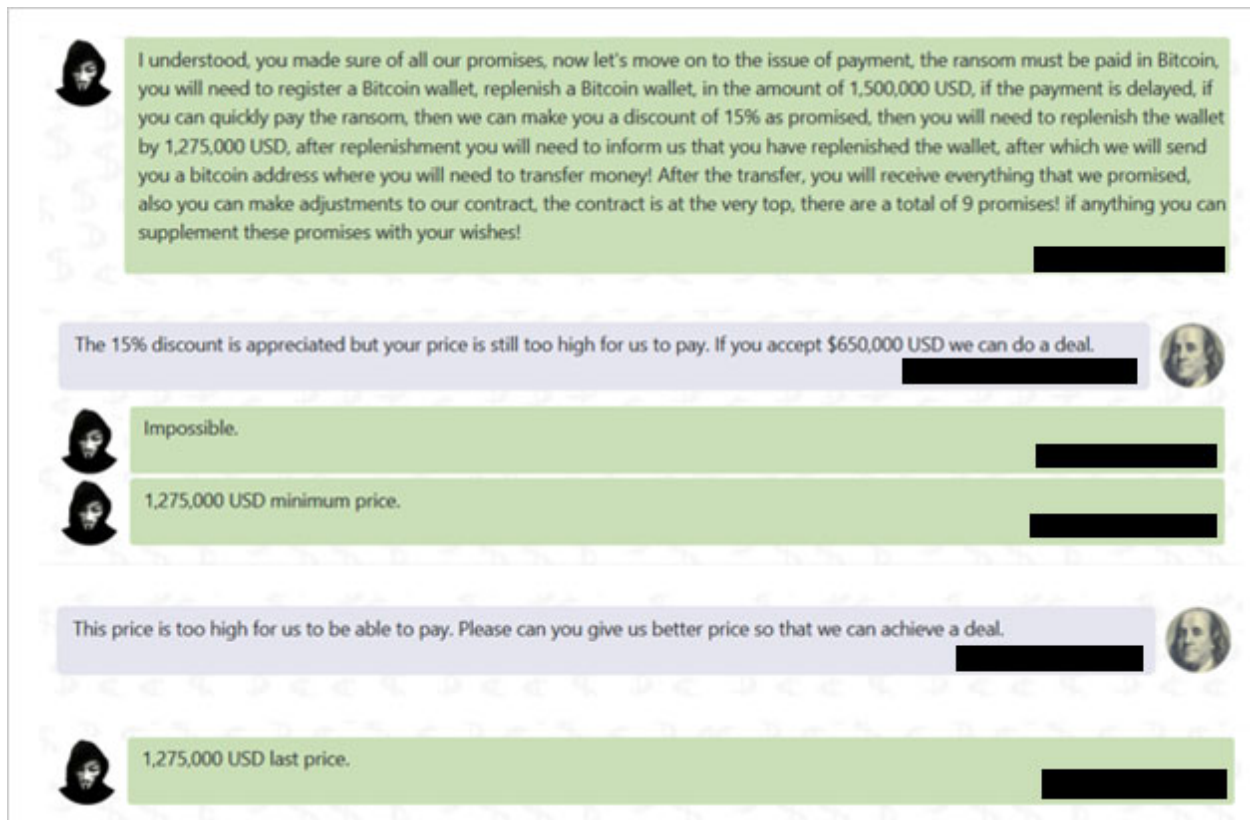 I understood, you made sure of all our promises, now let's move on to the issue of payment, the ransom must be paid in Bitcoin,
you will need to register a Bitcoin wallet, replenish a Bitcoin wallet, in the amount of 1,500,000 USD, if the payment is delayed, if
you can quickly pay the ransom, then we can make you a discount of 15% as promised, then you will need to replenish the wallet
by 1,275,000 USD, after replenishment you will need to inform us that you have replenished the wallet, after which we will send
you a bitcoin address where you will need to transfer money! After the transfer, you will receive everything that we promised,
also you can make adjustments to our contract, the contract is at the very top, there are a total of 9 promises! if anything you can
supplement these promises with your wishes!
The 15% discount is appreciated but your price is still too high for us to pay. If you accept $650,000 USD we can do a deal.
Impossible.
1,275,000 USD minimum price.
This price is too high for us to be able to pay. Please can you give us better price so that we can achieve a deal.
1,275,000 USD last price.